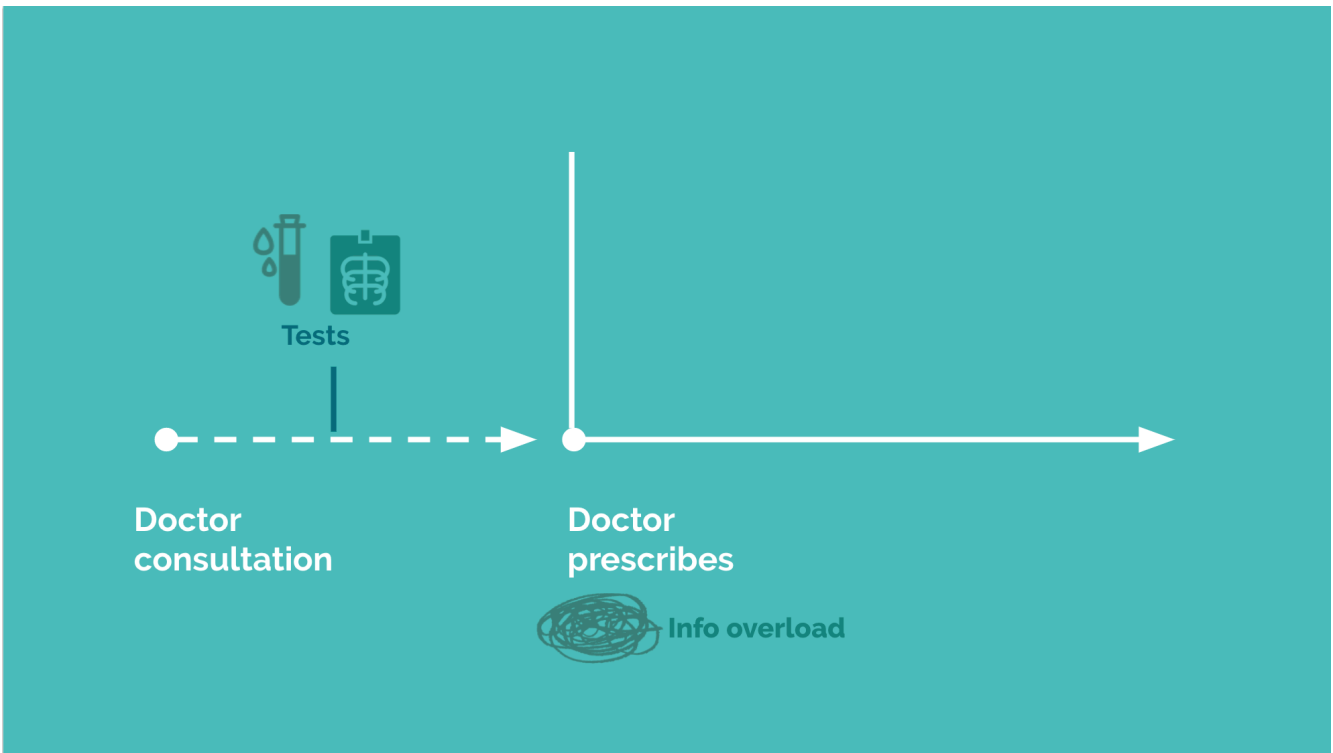 Tests
Doctor
consultation
Doctor
prescribes
Info overload